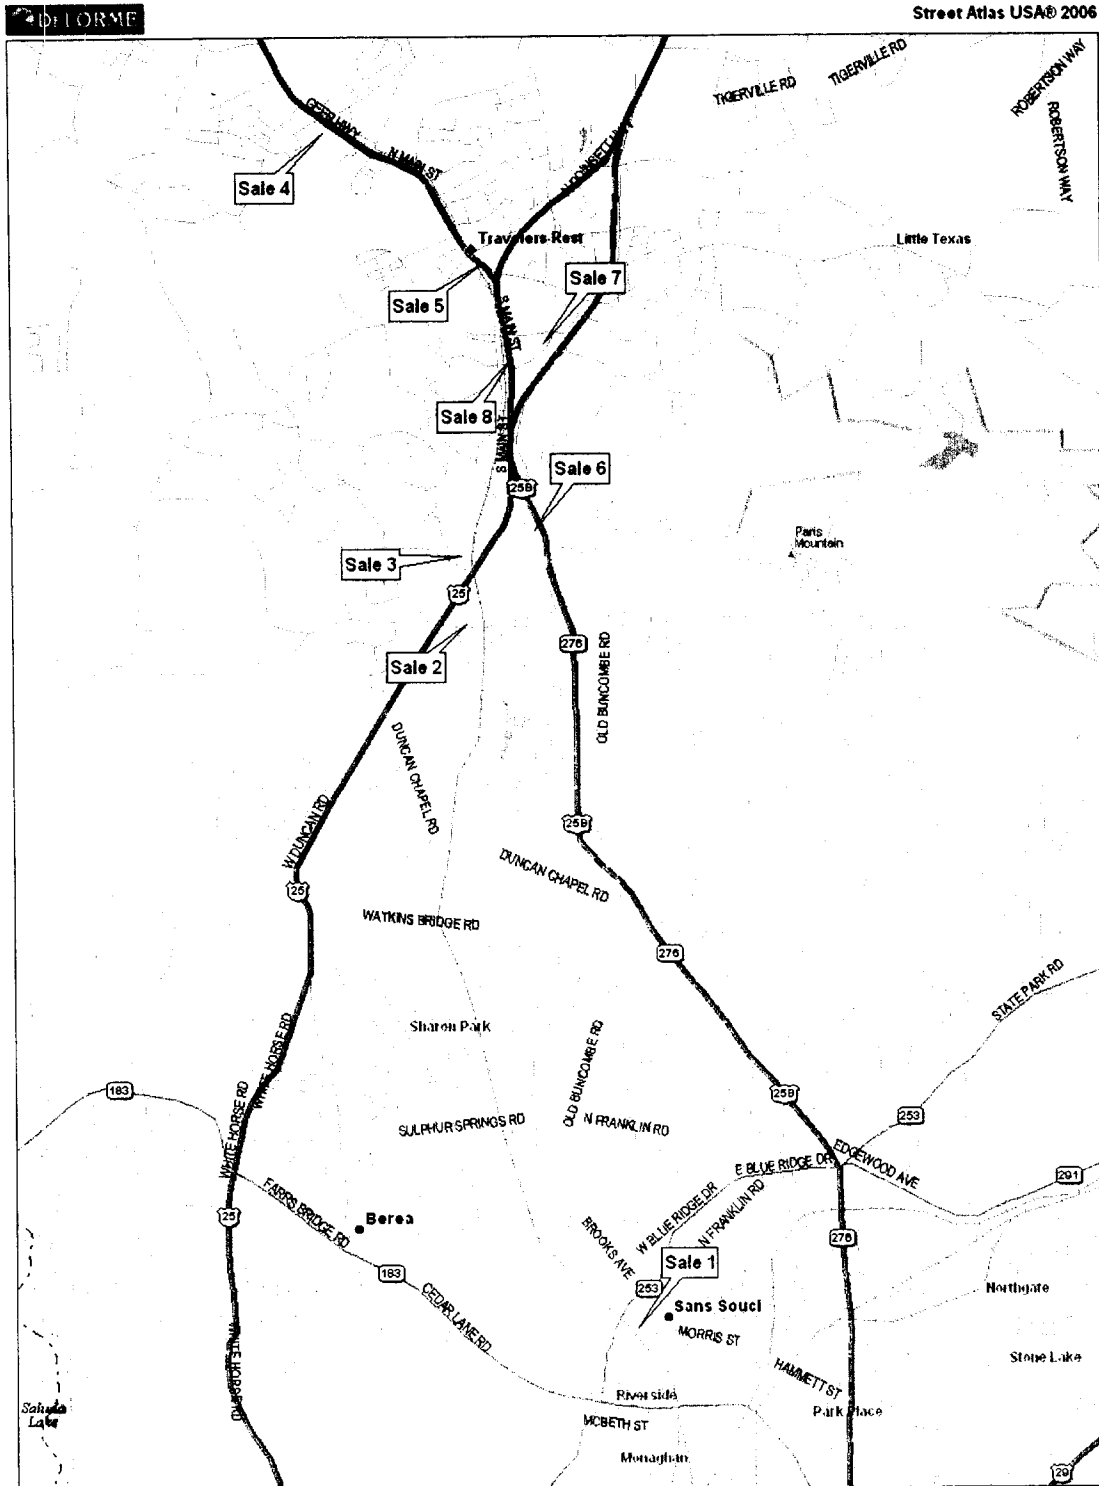 DELORME
Street Atlas USA® 2006
TIGERVILLE RD
TIGERVILLE RD
ROBERTSON WAY
ROBERTSON WAY
GEER HWY
N MAIN ST
N POINSETT HWY
Sale 4
Travelers Rest
Little Texas
Sale 7
Sale 5
S MAIN ST
Sale 8
S MAIN ST
Sale 6
25B
Paris
Mountain
Sale 3
25
276
OLD BUNCOMBE RD
Sale 2
DUNCAN CHAPEL RD
W DUNCAN RD
25B
DUNCAN CHAPEL RD
25
WATKINS BRIDGE RD
276
STATE PARK RD
Sharon Park
WHITE HORSE RD
OLD BUNCOMBE RD
183
WHITE HORSE RD
25B
253
SULPHUR SPRINGS RD
N FRANKLIN RD
EDGEWOOD AVE
E BLUE RIDGE DR
291
FARRS BRIDGE RD
25
Berea
W BLUE RIDGE DR
N FRANKLIN RD
BROOKS AVE
276
183
Sale 1
253
Northgate
CEDAR LANE RD
Sans Souci
MORRIS ST
WHITE HORSE RD
Stone Lake
HAMMETT ST
Riverside
Park Place
Saluda
Lake
MCBETH ST
Monaghan
29